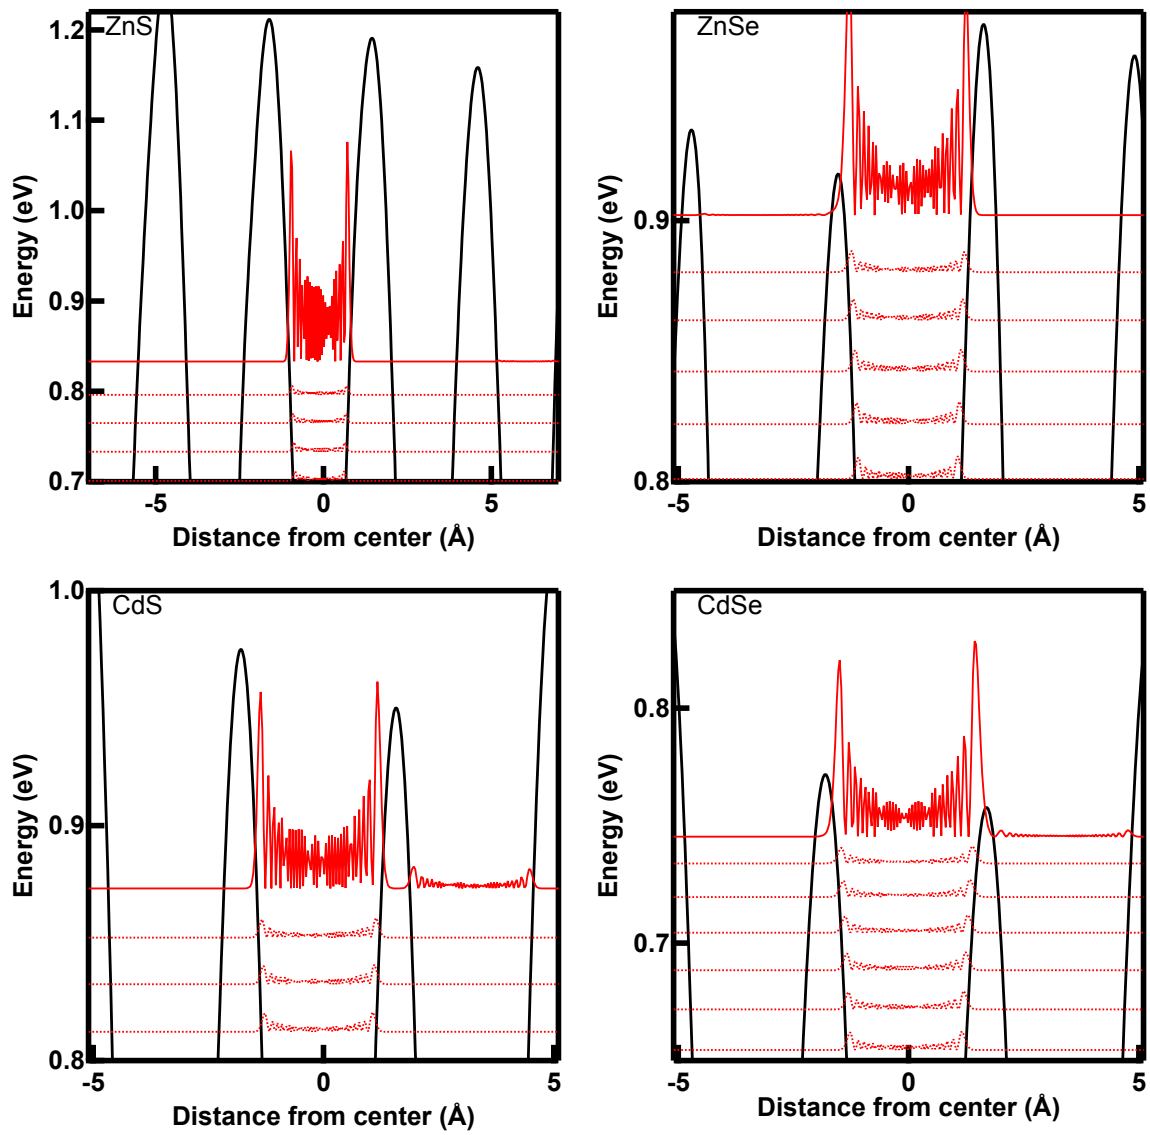 ZnS
1.2
1.1
1.0
0.9
0.8
0.7
Energy (eV)
-5 0 5
Distance from center (Å)
ZnSe
0.9
0.8
Energy (eV)
-5 0 5
Distance from center (Å)
CdS
1.0
0.9
0.8
Energy (eV)
-5 0 5
Distance from center (Å)
CdSe
0.8
0.7
Energy (eV)
-5 0 5
Distance from center (Å)